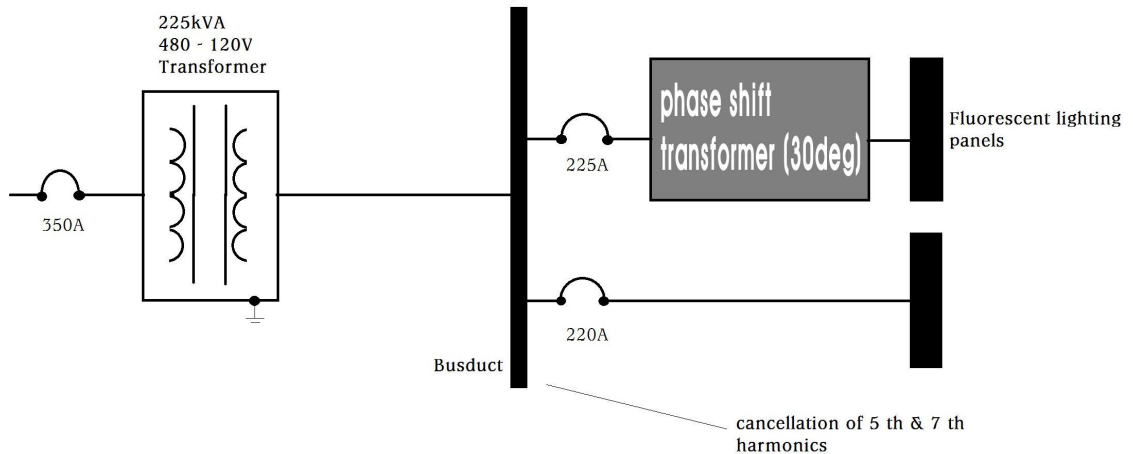 225kVA
480 - 120V
Transformer
350A
Busduct
225A
phase shift
transformer (30deg)
Fluorescent lighting
panels
220A
cancellation of 5 th & 7 th
harmonics